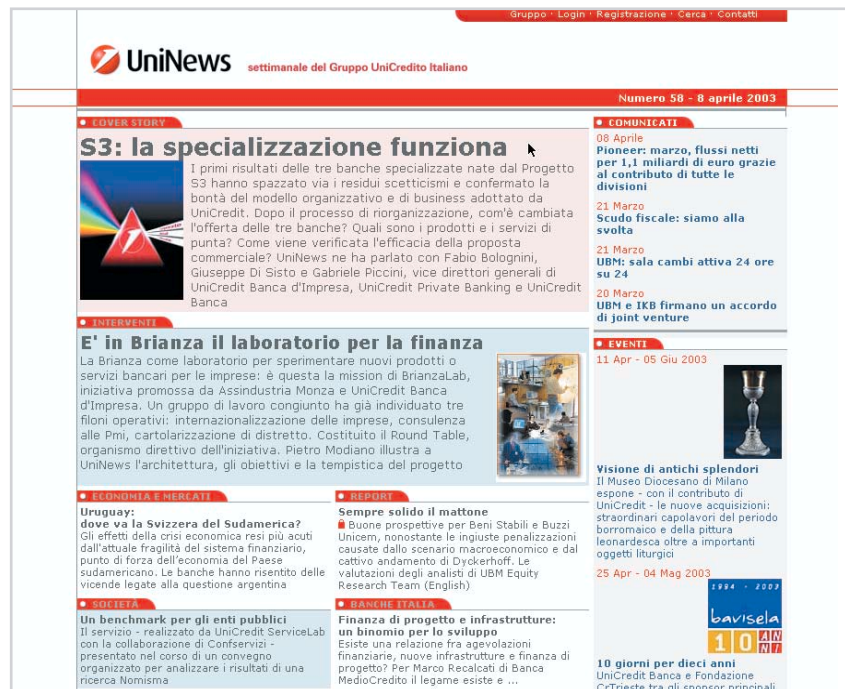 Gruppo · Login · Registrazione · Cerca · Contatti
UniNews settimanale del Gruppo UniCredito Italiano
Numero 58 - 8 aprile 2003
COVER STORY
S3: la specializzazione funziona
I primi risultati delle tre banche specializzate nate dal Progetto
S3 hanno spazzato via i residui scetticismi e confermato la
bontà del modello organizzativo e di business adottato da
UniCredit. Dopo il processo di riorganizzazione, com'è cambiata
l'offerta delle tre banche? Quali sono i prodotti e i servizi di
punta? Come viene verificata l'efficacia della proposta
commerciale? UniNews ne ha parlato con Fabio Bolognini,
Giuseppe Di Sisto e Gabriele Piccini, vice direttori generali di
UniCredit Banca d'Impresa, UniCredit Private Banking e UniCredit
Banca
INTERVENTI
E' in Brianza il laboratorio per la finanza
La Brianza come laboratorio per sperimentare nuovi prodotti o
servizi bancari per le imprese: è questa la mission di BrianzaLab,
iniziativa promossa da Assindustria Monza e UniCredit Banca
d'Impresa. Un gruppo di lavoro congiunto ha già individuato tre
filoni operativi: internazionalizzazione delle imprese, consulenza
alle Pmi, cartolarizzazione di distretto. Costituito il Round Table,
organismo direttivo dell'iniziativa. Pietro Modiano illustra a
UniNews l'architettura, gli obiettivi e la tempistica del progetto
ECONOMIA E MERCATI
Uruguay:
dove va la Svizzera del Sudamerica?
Gli effetti della crisi economica resi più acuti
dall'attuale fragilità del sistema finanziario,
punto di forza dell'economia del Paese
sudamericano. Le banche hanno risentito delle
vicende legate alla questione argentina
REPORT
Sempre solido il mattone
Buone prospettive per Beni Stabili e Buzzi
Unicem, nonostante le ingiuste penalizzazioni
causate dallo scenario macroeconomico e dal
cattivo andamento di Dyckerhoff. Le
valutazioni degli analisti di UBM Equity
Research Team (English)
SOCIETÀ
Un benchmark per gli enti pubblici
Il servizio - realizzato da UniCredit ServiceLab
con la collaborazione di Confservizi -
presentato nel corso di un convegno
organizzato per analizzare i risultati di una
ricerca Nomisma
BANCHE ITALIA
Finanza di progetto e infrastrutture:
un binomio per lo sviluppo
Esiste una relazione fra agevolazioni
finanziarie, nuove infrastrutture e finanza di
progetto? Per Marco Recalcati di Banca
MedioCredito il legame esiste e ...
COMUNICATI
08 Aprile
Pioneer: marzo, flussi netti
per 1,1 miliardi di euro grazie
al contributo di tutte le
divisioni
21 Marzo
Scudo fiscale: siamo alla
svolta
21 Marzo
UBM: sala cambi attiva 24 ore
su 24
20 Marzo
UBM e IKB firmano un accordo
di joint venture
EVENTI
11 Apr - 05 Giu 2003
Visione di antichi splendori
Il Museo Diocesano di Milano
espone - con il contributo di
UniCredit - le nuove acquisizioni:
straordinari capolavori del periodo
borromaico e della pittura
leonardesca oltre a importanti
oggetti liturgici
25 Apr - 04 Mag 2003
1994 - 2003
bavisela
10 ANNI
10 giorni per dieci anni
UniCredit Banca e Fondazione
CrTrieste tra gli sponsor principali